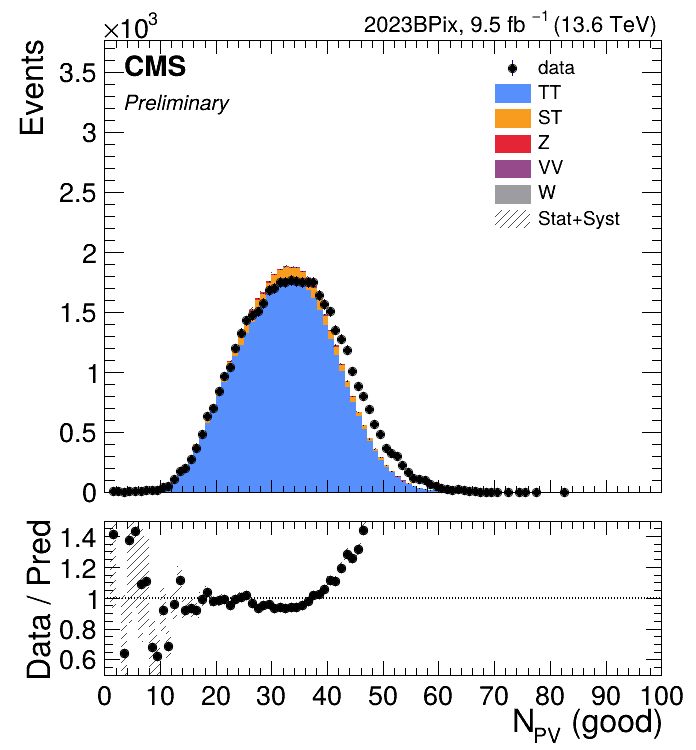 ×10³
2023BPix, 9.5 fb ⁻¹ (13.6 TeV)
Events
CMS
Preliminary
data
TT
ST
Z
VV
W
Stat+Syst
3.5
3
2.5
2
1.5
1
0.5
0
Data / Pred
1.4
1.2
1
0.8
0.6
0 10 20 30 40 50 60 70 80 90 100
N_PV (good)